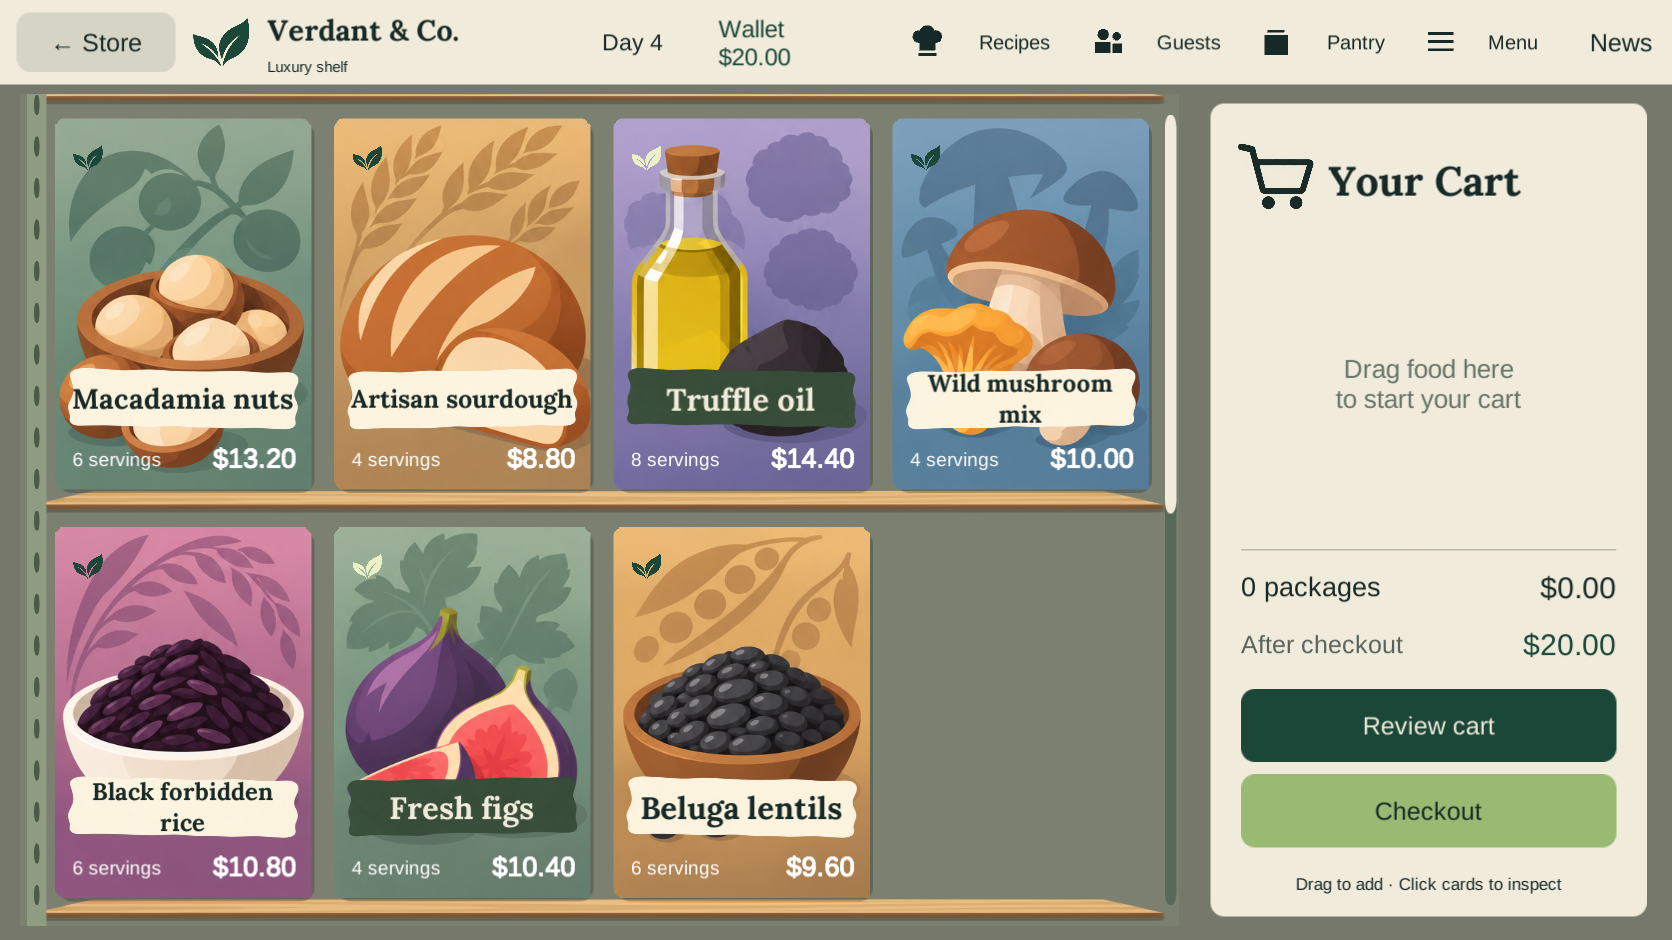 ← Store
Verdant & Co.
Luxury shelf
Day 4
Wallet
$20.00
Recipes
Guests
Pantry
Menu
News
Macadamia nuts
6 servings $13.20
Artisan sourdough
4 servings $8.80
Truffle oil
8 servings $14.40
Wild mushroom
mix
4 servings $10.00
Black forbidden
rice
6 servings $10.80
Fresh figs
4 servings $10.40
Beluga lentils
6 servings $9.60
Your Cart
Drag food here
to start your cart
0 packages $0.00
After checkout $20.00
Review cart
Checkout
Drag to add · Click cards to inspect